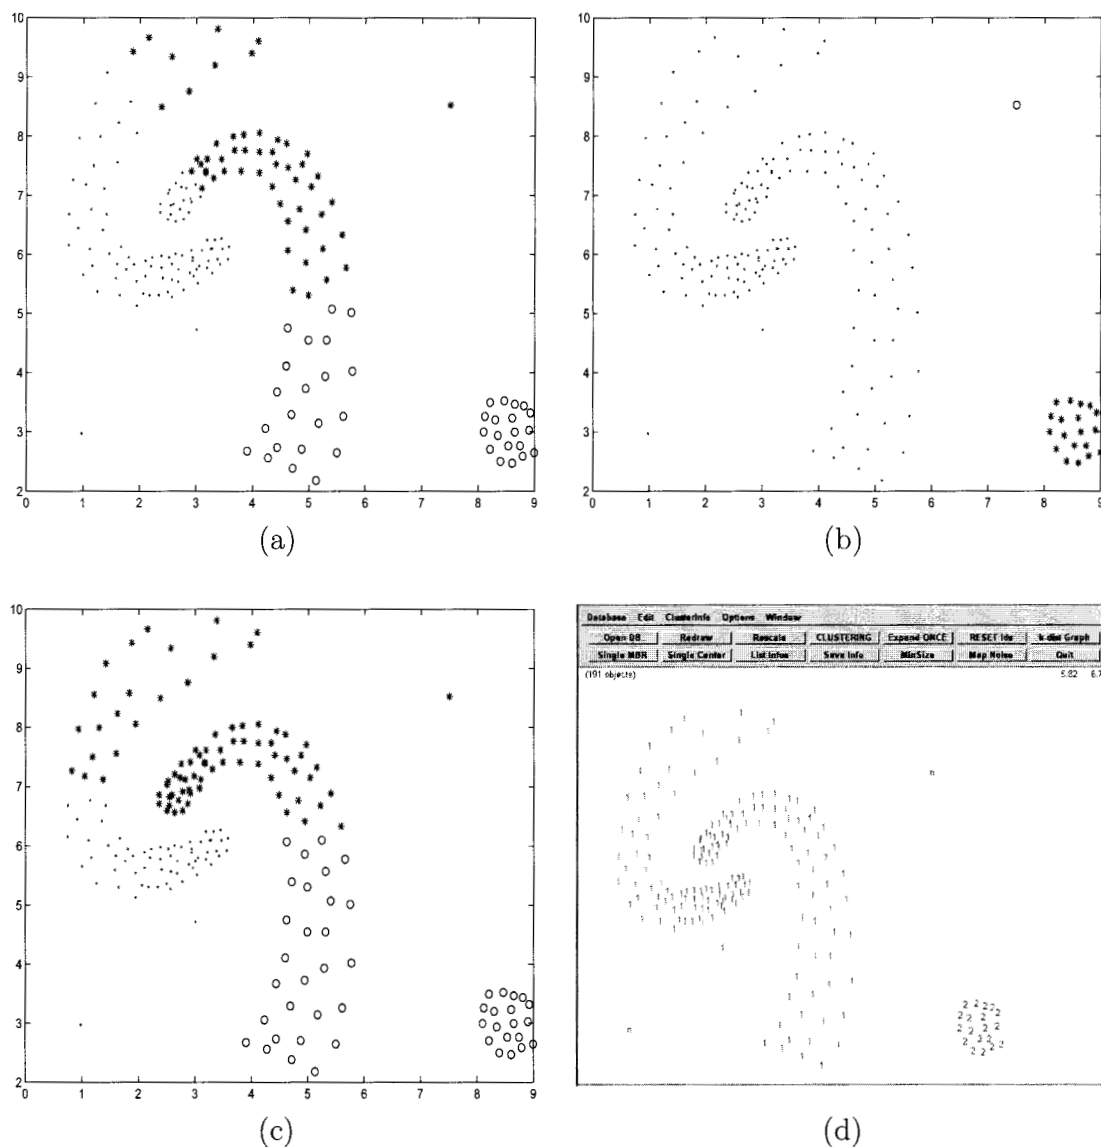 10
9
8
7
6
5
4
3
2
0 1 2 3 4 5 6 7 8 9
(a)
10
9
8
7
6
5
4
3
2
0 1 2 3 4 5 6 7 8 9
(b)
10
9
8
7
6
5
4
3
2
0 1 2 3 4 5 6 7 8 9
(c)
Database Edit ClusterInfo Options Window
Open DB Redraw Rescale CLUSTERING Expand ONCE RESET Ids k-dist Graph
Single MBR Single Center List Infos Save Info MinSize Map Noise Quit
(191 objects) 5.82 6.7
(d)